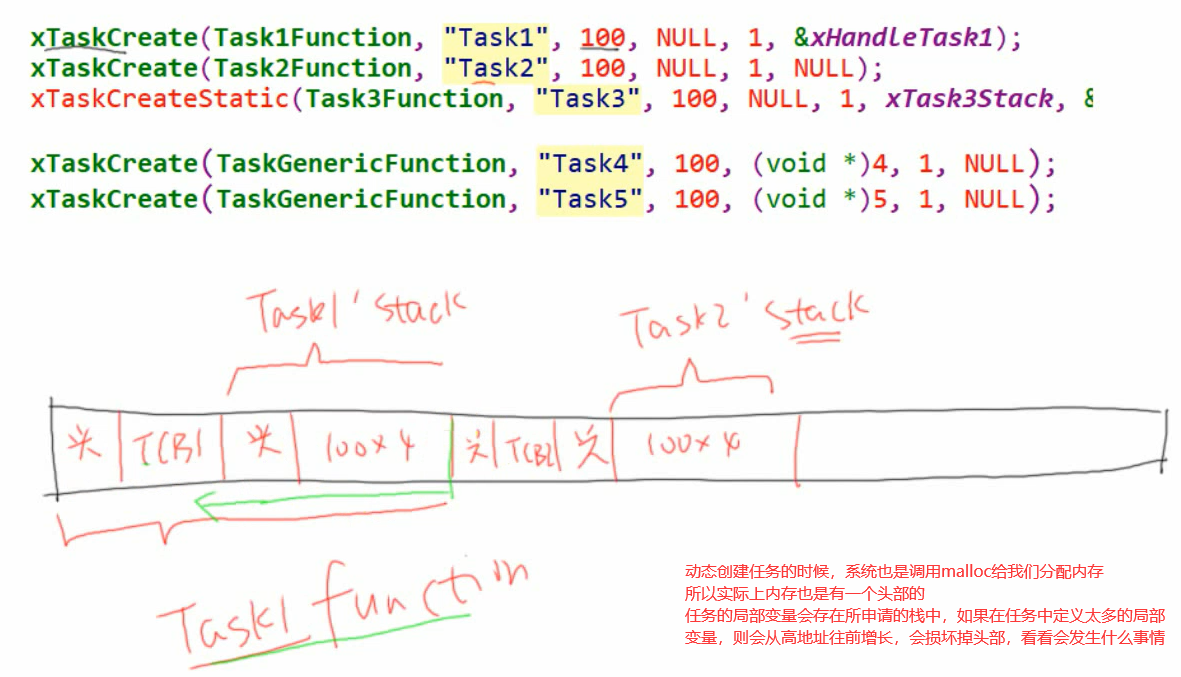 xTaskCreate(Task1Function, "Task1", 100, NULL, 1, &xHandleTask1);
xTaskCreate(Task2Function, "Task2", 100, NULL, 1, NULL);
xTaskCreateStatic(Task3Function, "Task3", 100, NULL, 1, xTask3Stack, &
xTaskCreate(TaskGenericFunction, "Task4", 100, (void *)4, 1, NULL);
xTaskCreate(TaskGenericFunction, "Task5", 100, (void *)5, 1, NULL);
Task1' stack
Task2' stack
头 TCB1 头 100×4 头 TCB2 头 100×4
Task1 function
动态创建任务的时候，系统也是调用malloc给我们分配内存
所以实际上内存也是有一个头部的
任务的局部变量会存在所申请的栈中，如果在任务中定义太多的局部
变量，则会从高地址往前增长，会损坏掉头部，看看会发生什么事情